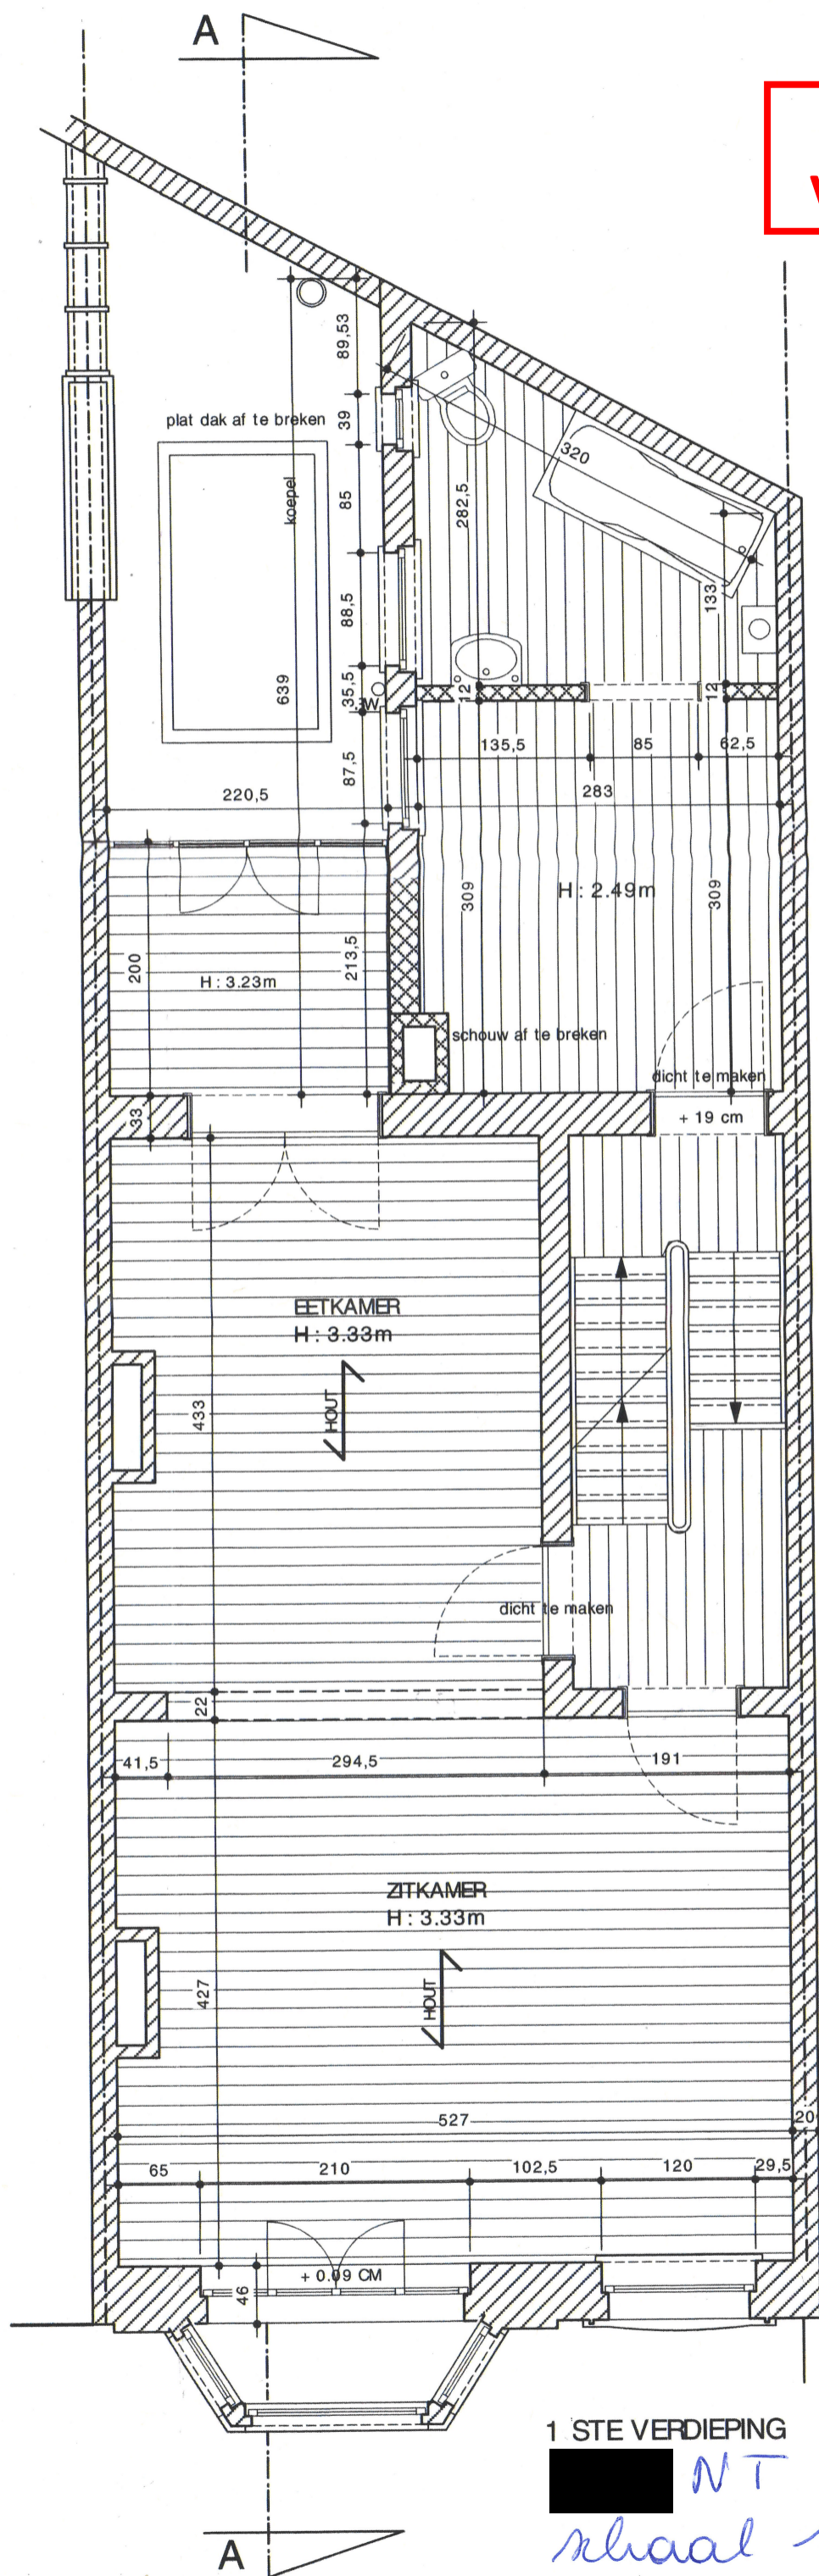 A
89,53
plat dak af te breken
39
320
koepel
85
282,5
88,5
133
639
35,5
12
12
W
135,5
85
62,5
87,5
220,5
283
309
H : 2.49m
309
200
213,5
H : 3.23m
schouw af te breken
dicht te maken
33
+ 19 cm
EETKAMER
H : 3.33m
433
HOUT
dicht te maken
22
41,5
294,5
191
ZITKAMER
H : 3.33m
427
HOUT
527
20
65
210
102,5
120
29,5
46
+ 0.09 CM
1 STE VERDIEPING
NT
schaal
A